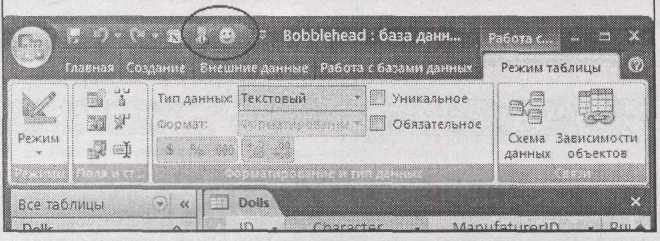 Bobblehead : база данн... Работа с...
Главная Создание Внешние данные Работа с базами данных Режим таблицы
Тип данных: Текстовый Уникальное
Формат: Форматирование Обязательное
$ % 000
Режим Схема данных Зависимости объектов
Режимы Поля и ст... Форматирование и тип данных Связи
Все таблицы « Dolls ×
Dolls ID Character ManufaturerID